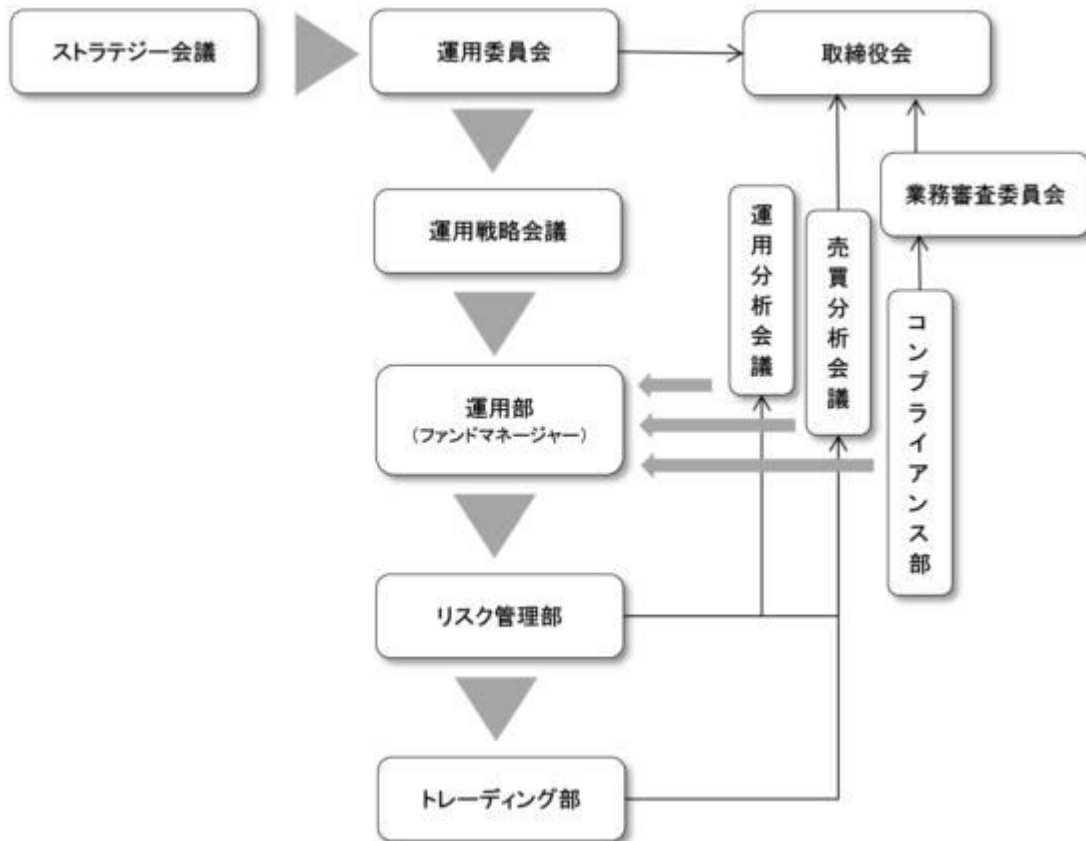 ストラテジー会議
運用委員会
取締役会
運用戦略会議
業務審査委員会
運用分析会議
売買分析会議
コンプライアンス部
運用部
(ファンドマネージャー)
リスク管理部
トレーディング部